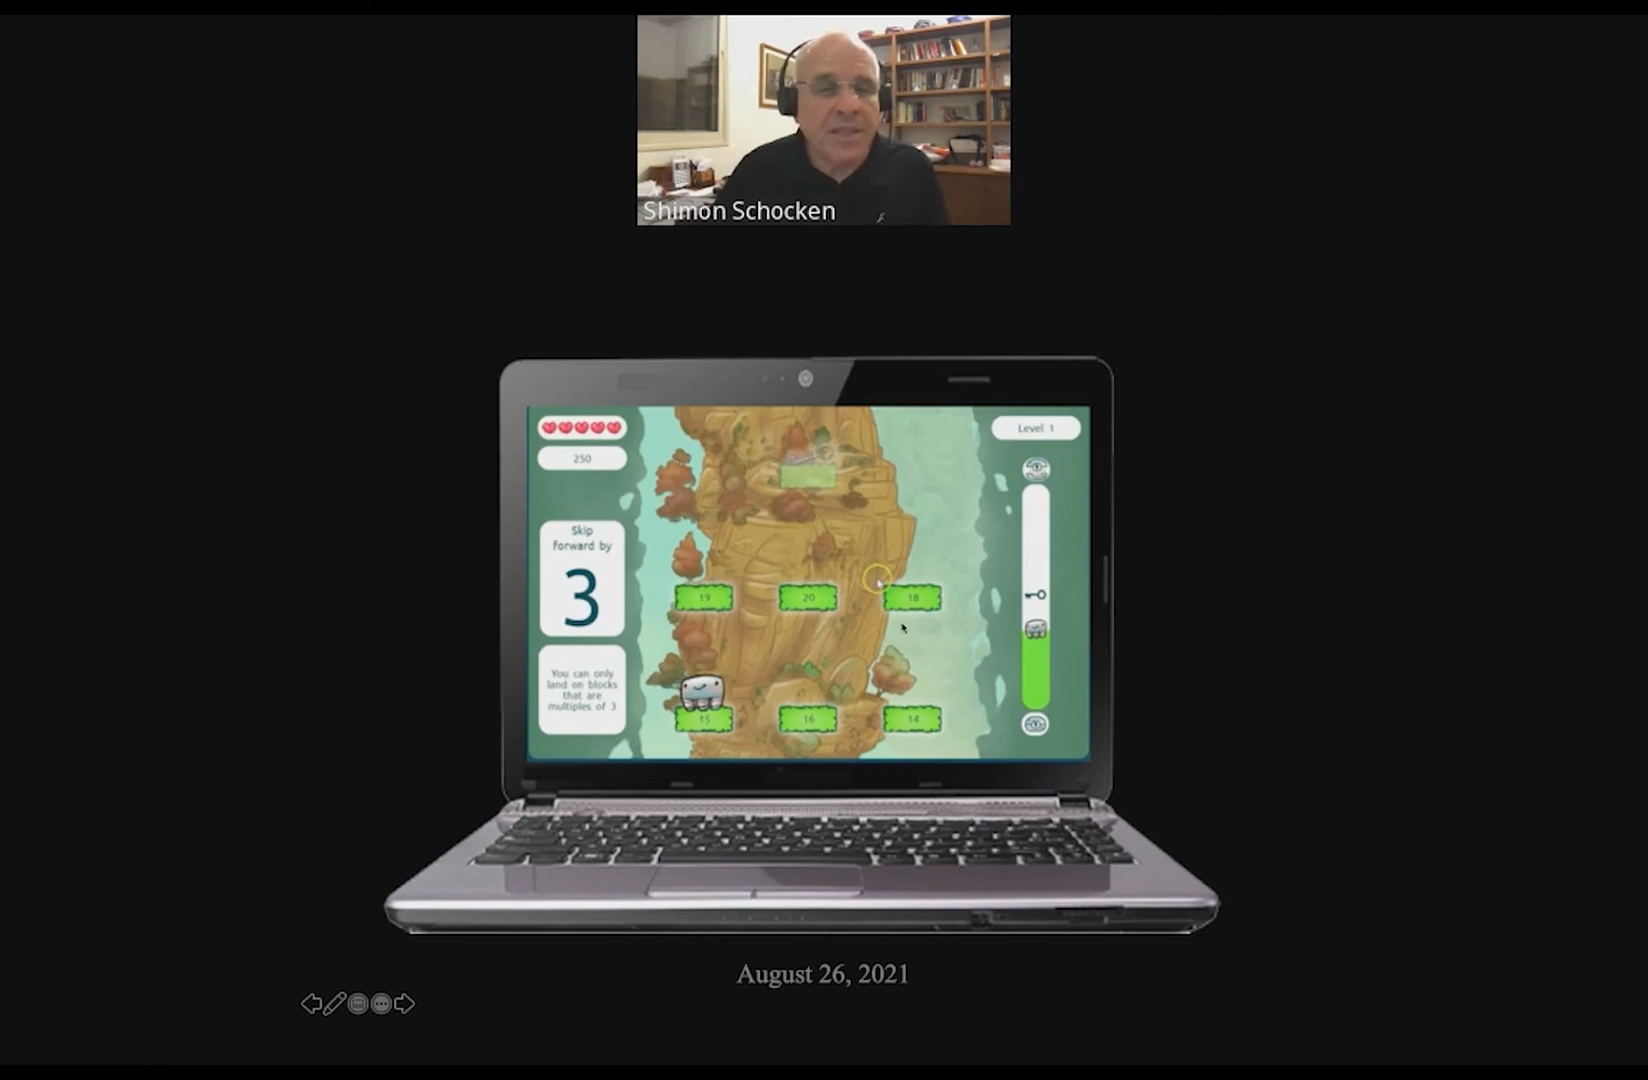 Shimon Schocken
Level 1
250
Skip
forward by
3
19
20
18
You can only
land on blocks
that are
multiples of 3
15
16
14
August 26, 2021